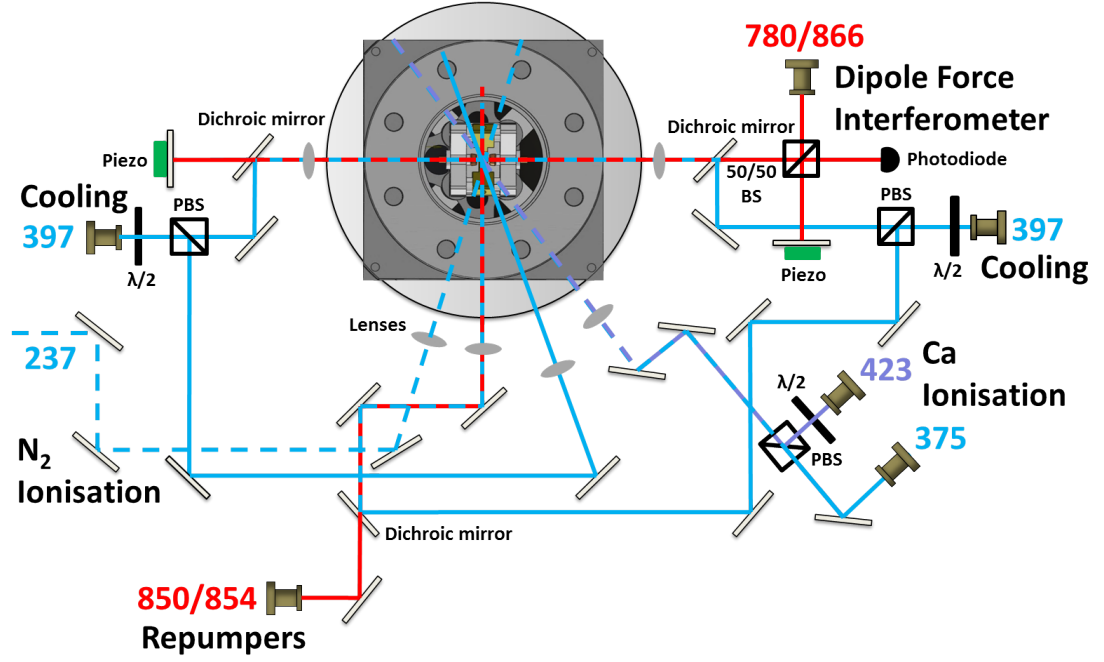 780/866
Dipole Force
Interferometer
Dichroic mirror
Dichroic mirror
Piezo
50/50
BS
Photodiode
Cooling
397
PBS
λ/2
PBS
λ/2
397
Cooling
Piezo
Lenses
237
N2
Ionisation
423
Ca
Ionisation
375
λ/2
PBS
Dichroic mirror
850/854
Repumpers